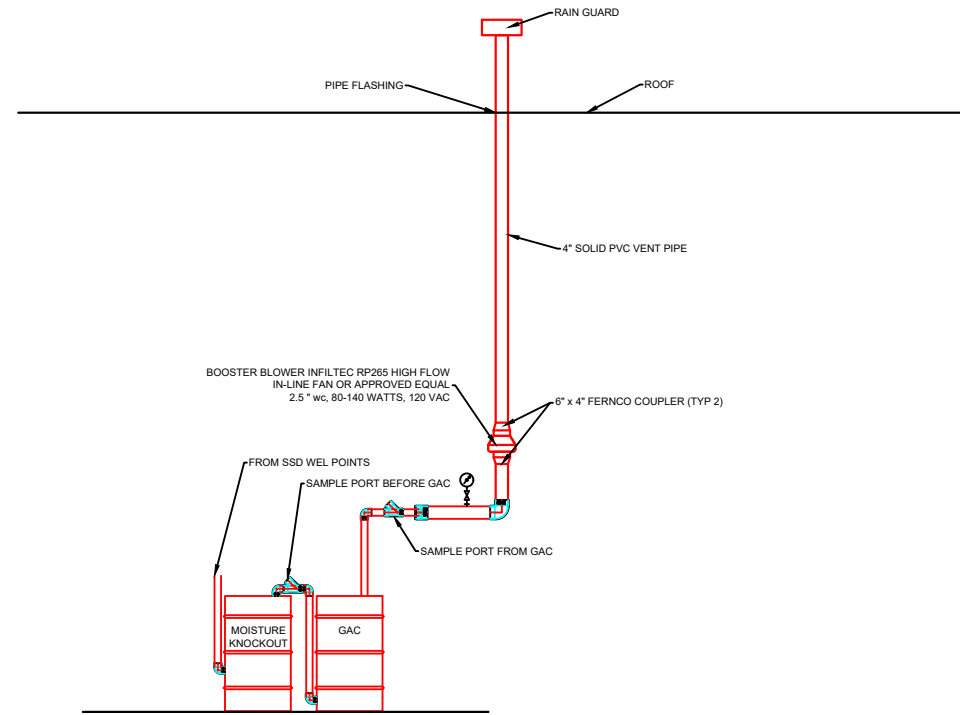 RAIN GUARD
PIPE FLASHING
ROOF
4" SOLID PVC VENT PIPE
BOOSTER BLOWER INFILTEC RP265 HIGH FLOW
IN-LINE FAN OR APPROVED EQUAL
2.5 " wc, 80-140 WATTS, 120 VAC
6" x 4" FERNCO COUPLER (TYP 2)
FROM SSD WEL POINTS
SAMPLE PORT BEFORE GAC
SAMPLE PORT FROM GAC
MOISTURE
KNOCKOUT
GAC